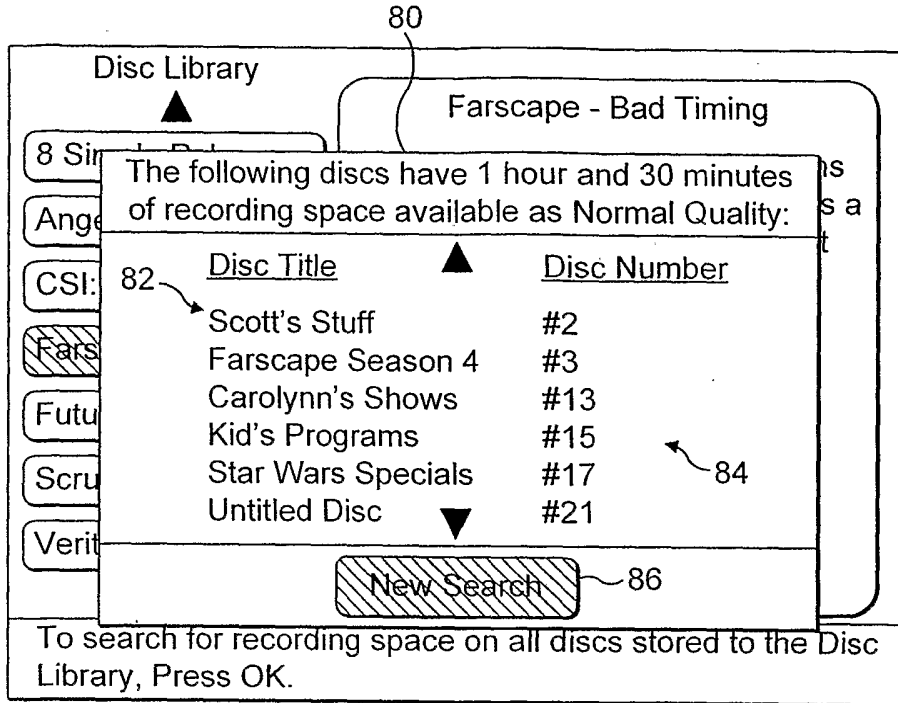 80
Disc Library
Farscape - Bad Timing
8 Sim
The following discs have 1 hour and 30 minutes
of recording space available as Normal Quality:
ns
s a
t
Ange
CSI:
Fars
Futu
Scru
Verit
82
Disc Title Disc Number
Scott's Stuff #2
Farscape Season 4 #3
Carolynn's Shows #13
Kid's Programs #15
Star Wars Specials #17
Untitled Disc #21
84
New Search
86
To search for recording space on all discs stored to the Disc
Library, Press OK.